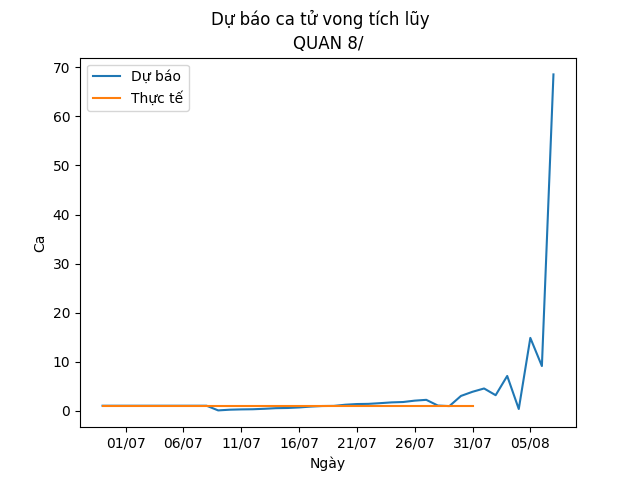 Dự báo ca tử vong tích lũy
QUAN 8/
Dự báo
Thực tế
70
60
50
40
30
20
10
0
Ca
01/07 06/07 11/07 16/07 21/07 26/07 31/07 05/08
Ngày